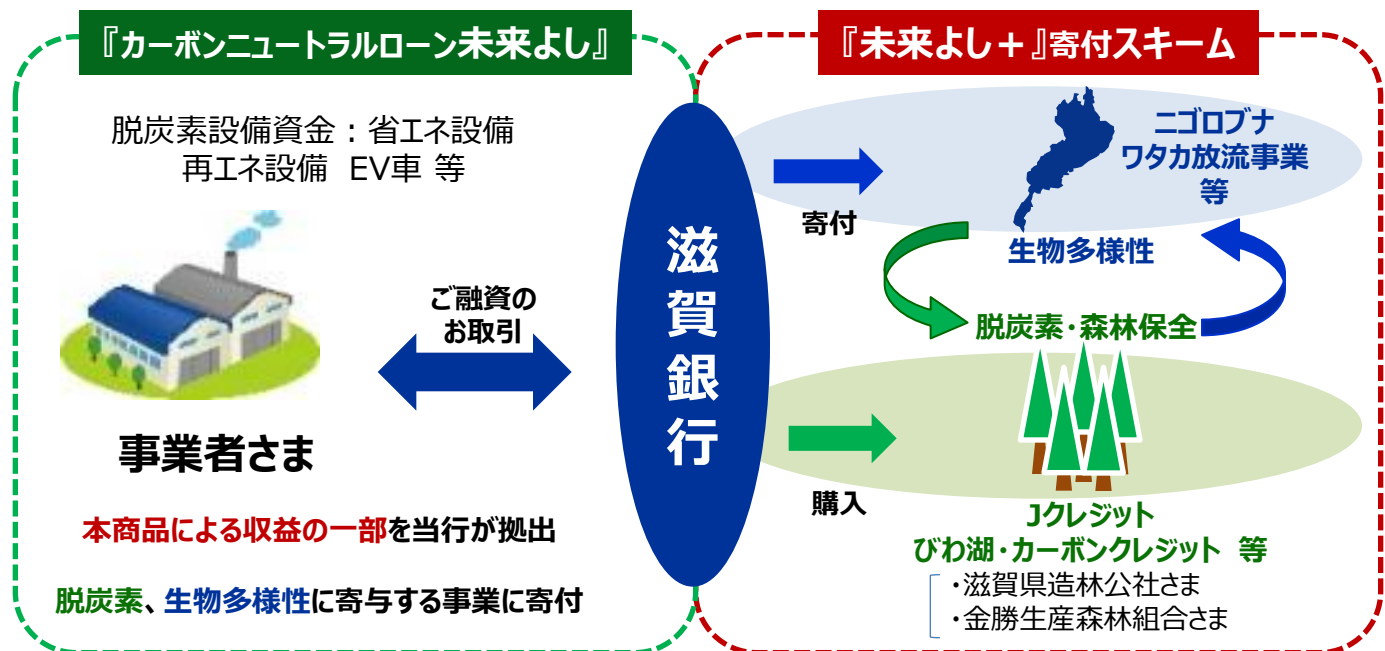 『カーボンニュートラルローン未来よし』
脱炭素設備資金：省エネ設備
再エネ設備　EV車 等
ご融資の
お取引
事業者さま
本商品による収益の一部を当行が拠出
脱炭素、生物多様性に寄与する事業に寄付
滋賀銀行
『未来よし＋』寄付スキーム
寄付
ニゴロブナ
ワタカ放流事業
等
生物多様性
脱炭素・森林保全
購入
Jクレジット
びわ湖・カーボンクレジット 等
・滋賀県造林公社さま
・金勝生産森林組合さま